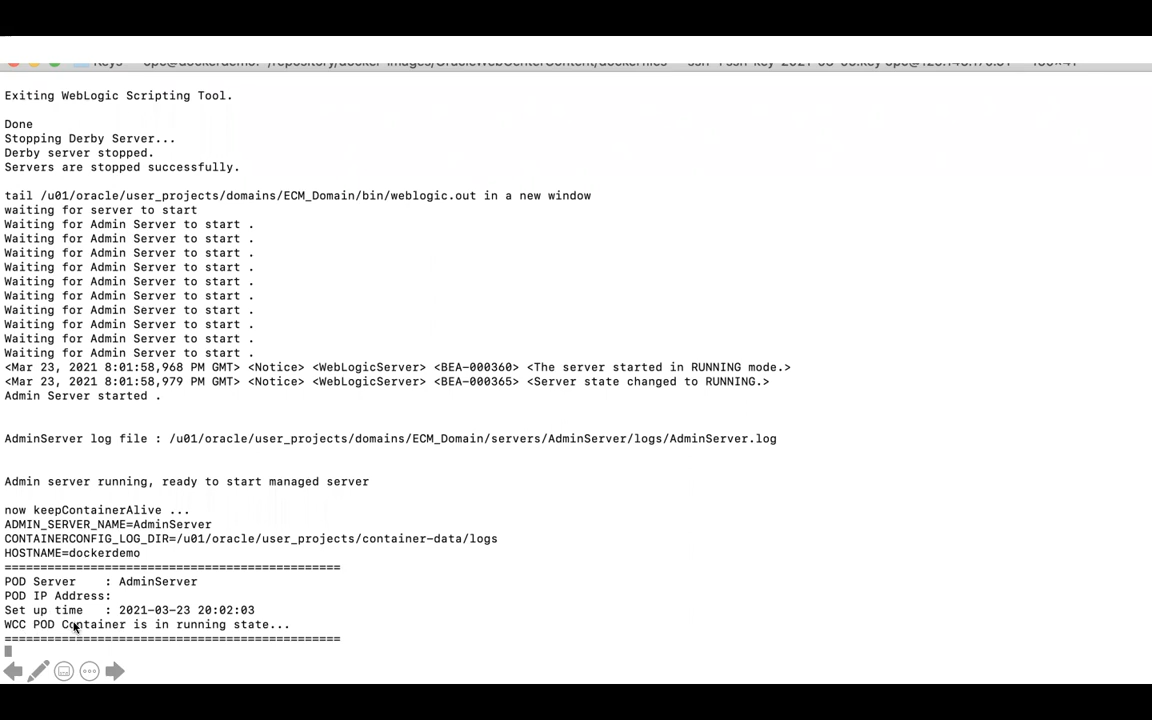 Exiting WebLogic Scripting Tool.
Done
Stopping Derby Server...
Derby server stopped.
Servers are stopped successfully.
tail /u01/oracle/user_projects/domains/ECM_Domain/bin/weblogic.out in a new window
waiting for server to start
Waiting for Admin Server to start .
Waiting for Admin Server to start .
Waiting for Admin Server to start .
Waiting for Admin Server to start .
Waiting for Admin Server to start .
Waiting for Admin Server to start .
Waiting for Admin Server to start .
Waiting for Admin Server to start .
Waiting for Admin Server to start .
Waiting for Admin Server to start .
<Mar 23, 2021 8:01:58,968 PM GMT> <Notice> <WebLogicServer> <BEA-000360> <The server started in RUNNING mode.>
<Mar 23, 2021 8:01:58,979 PM GMT> <Notice> <WebLogicServer> <BEA-000365> <Server state changed to RUNNING.>
Admin Server started .
AdminServer log file : /u01/oracle/user_projects/domains/ECM_Domain/servers/AdminServer/logs/AdminServer.log
Admin server running, ready to start managed server
now keepContainerAlive ...
ADMIN_SERVER_NAME=AdminServer
CONTAINERCONFIG_LOG_DIR=/u01/oracle/user_projects/container-data/logs
HOSTNAME=dockerdemo
===============================================
POD Server    : AdminServer
POD IP Address:
Set up time   : 2021-03-23 20:02:03
WCC POD Container is in running state...
===============================================